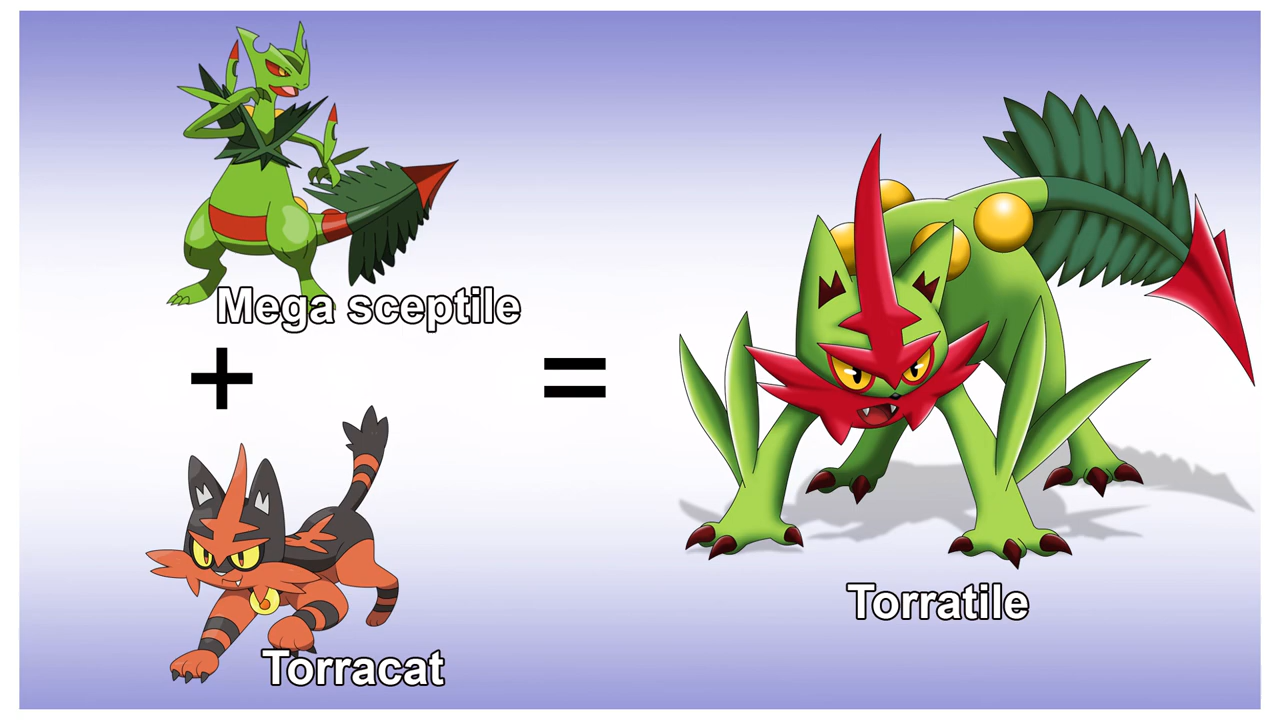 Mega sceptile
+
=
Torratile
Torracat